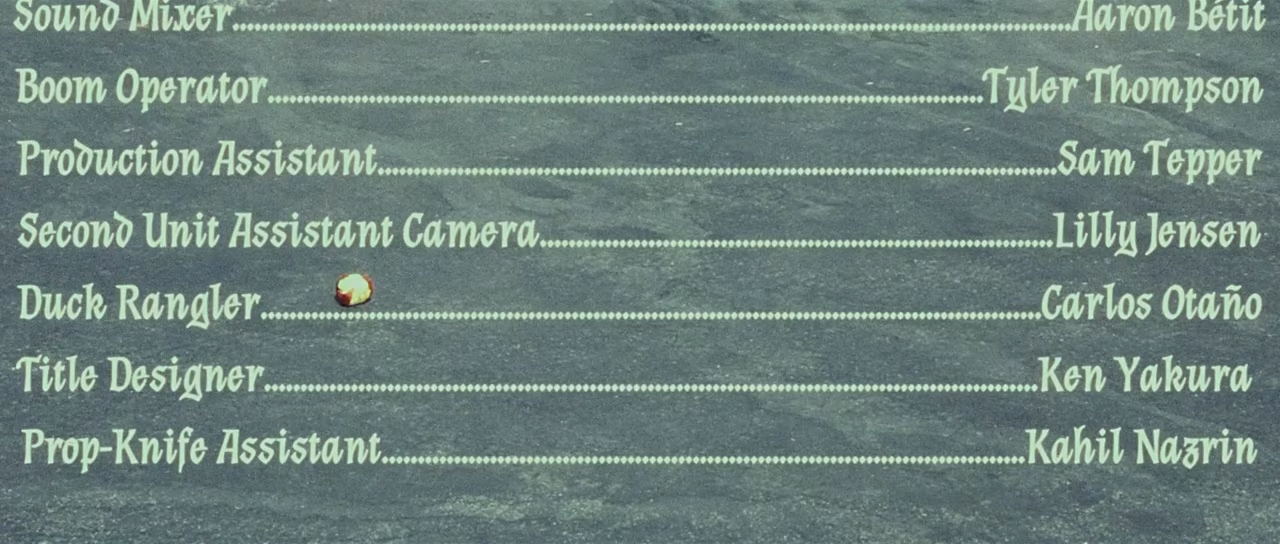 Sound Mixer........................Aaron Bétit
Boom Operator........................Tyler Thompson
Production Assistant........................Sam Tepper
Second Unit Assistant Camera........................Lilly Jensen
Duck Rangler........................Carlos Otaño
Title Designer........................Ken Yakura
Prop-Knife Assistant........................Kahil Nazrin